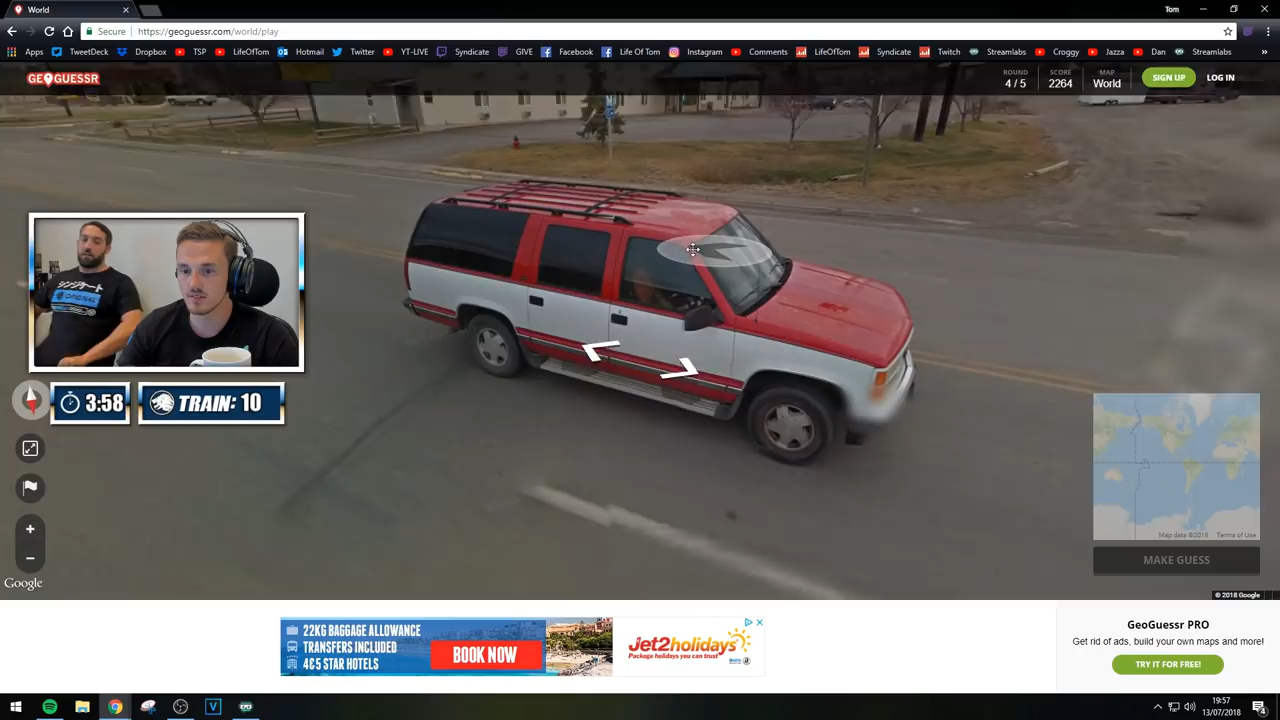 World
Tom
Secure
https://geoguessr.com/world/play
Apps
TweetDeck
Dropbox
TSP
LifeOfTom
Hotmail
Twitter
YT-LIVE
Syndicate
GIVE
Facebook
Life Of Tom
Instagram
Comments
LifeOfTom
Syndicate
Twitch
Streamlabs
Croggy
Jazza
Dan
Streamlabs
GEOGUESSR
ROUND
4 / 5
SCORE
2264
MAP
World
SIGN UP
LOG IN
3:58
TRAIN: 10
Google
Map data ©2018
Terms of Use
MAKE GUESS
© 2018 Google
22KG BAGGAGE ALLOWANCE
TRANSFERS INCLUDED
4&5 STAR HOTELS
BOOK NOW
Jet2holidays
Package holidays you can trust
GeoGuessr PRO
Get rid of ads, build your own maps and more!
TRY IT FOR FREE!
19:57
13/07/2018
4